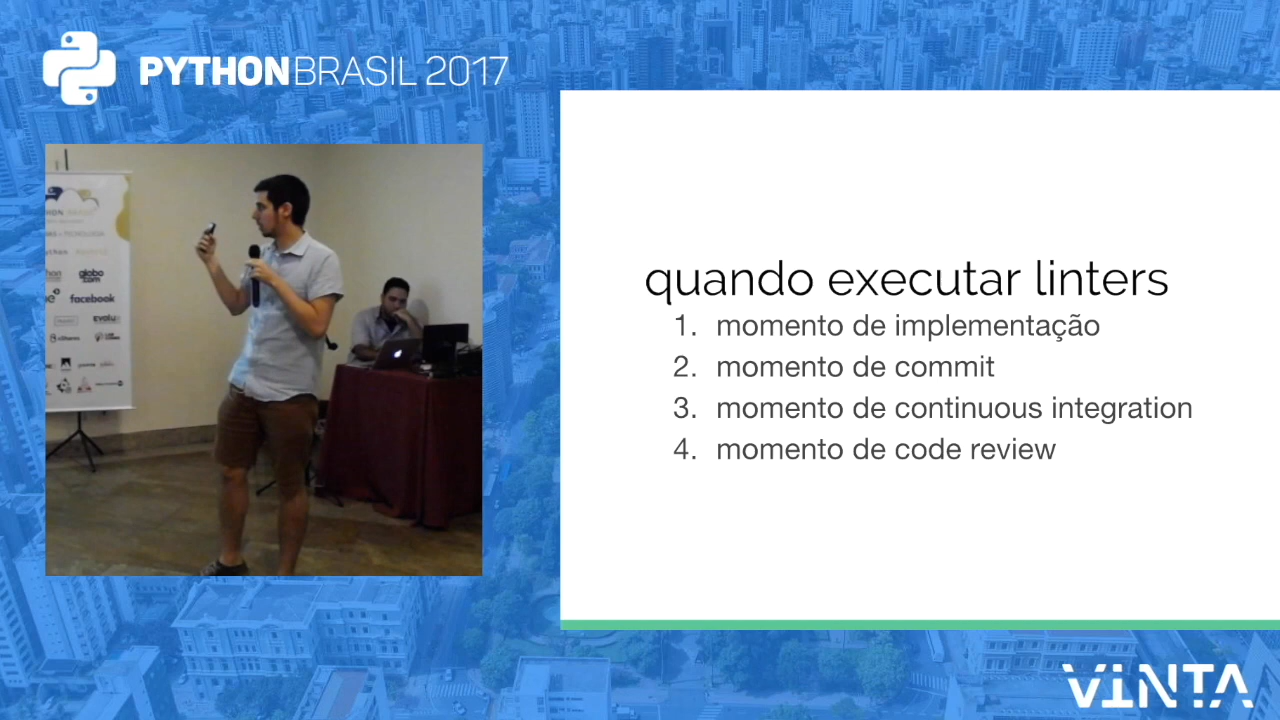 PYTHONBRASIL 2017
quando executar linters
1. momento de implementação
2. momento de commit
3. momento de continuous integration
4. momento de code review
globo
.com
facebook
VINTA